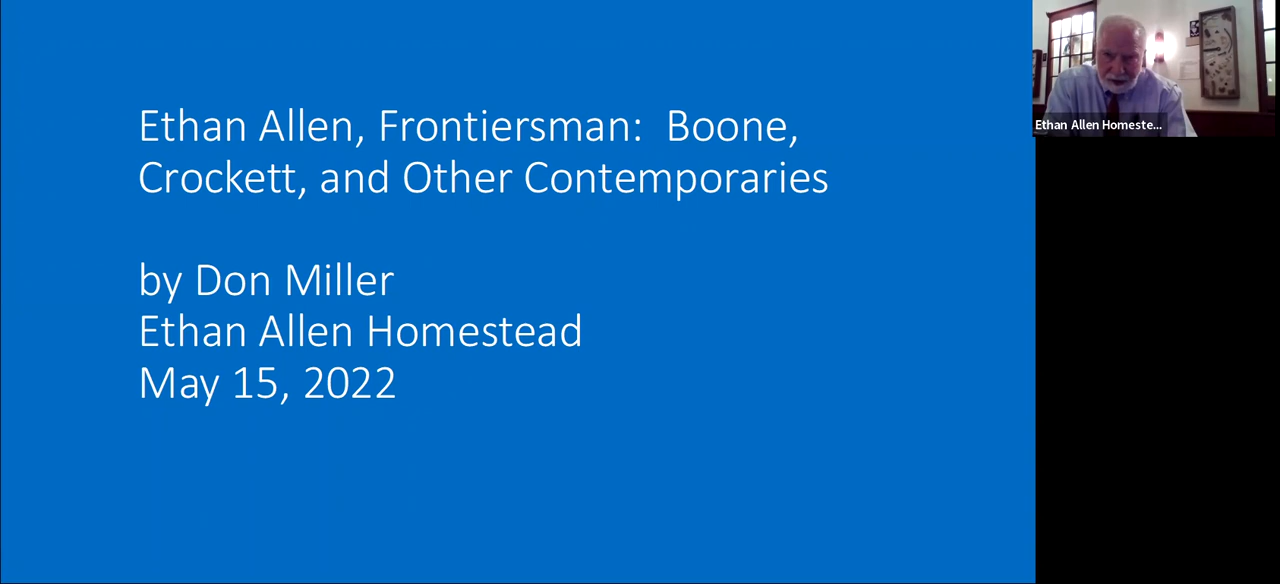 Ethan Allen, Frontiersman:  Boone,
Crockett, and Other Contemporaries
by Don Miller
Ethan Allen Homestead
May 15, 2022
Ethan Allen Homeste...